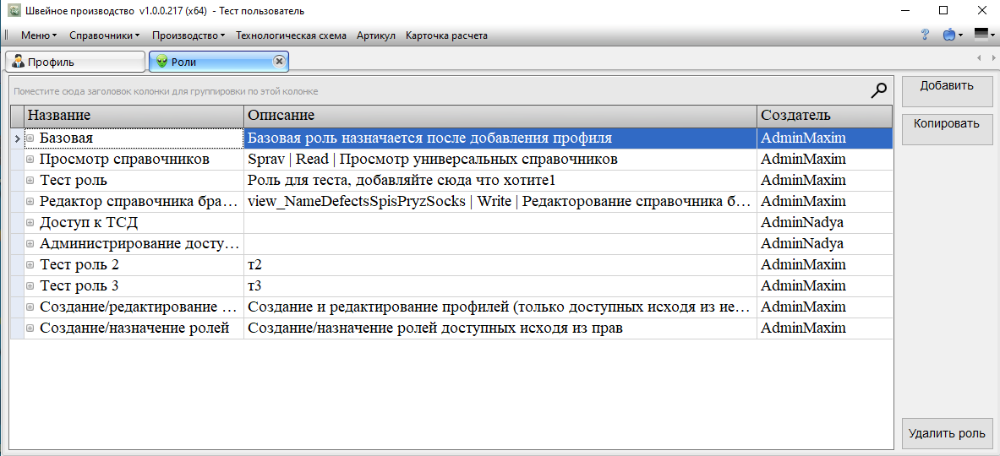 Швейное производство v1.0.0.217 (x64) - Тест пользователь
Меню Справочники Производство Технологическая схема Артикул Карточка расчета ?
Профиль Роли
Поместите сюда заголовок колонки для группировки по этой колонке
Добавить
Копировать
Название Описание Создатель
Базовая Базовая роль назначается после добавления профиля AdminMaxim
Просмотр справочников Sprav | Read | Просмотр универсальных справочников AdminMaxim
Тест роль Роль для теста, добавляйте сюда что хотите1 AdminMaxim
Редактор справочника бра… view_NameDefectsSpisPryzSocks | Write | Редакторование справочника б… AdminMaxim
Доступ к ТСД AdminNadya
Администрирование досту… AdminNadya
Тест роль 2 т2 AdminMaxim
Тест роль 3 т3 AdminMaxim
Создание/редактирование … Создание и редактирование профилей (только доступных исходя из ие… AdminMaxim
Создание/назначение ролей Создание/назначение ролей доступных исходя из прав AdminMaxim
Удалить роль